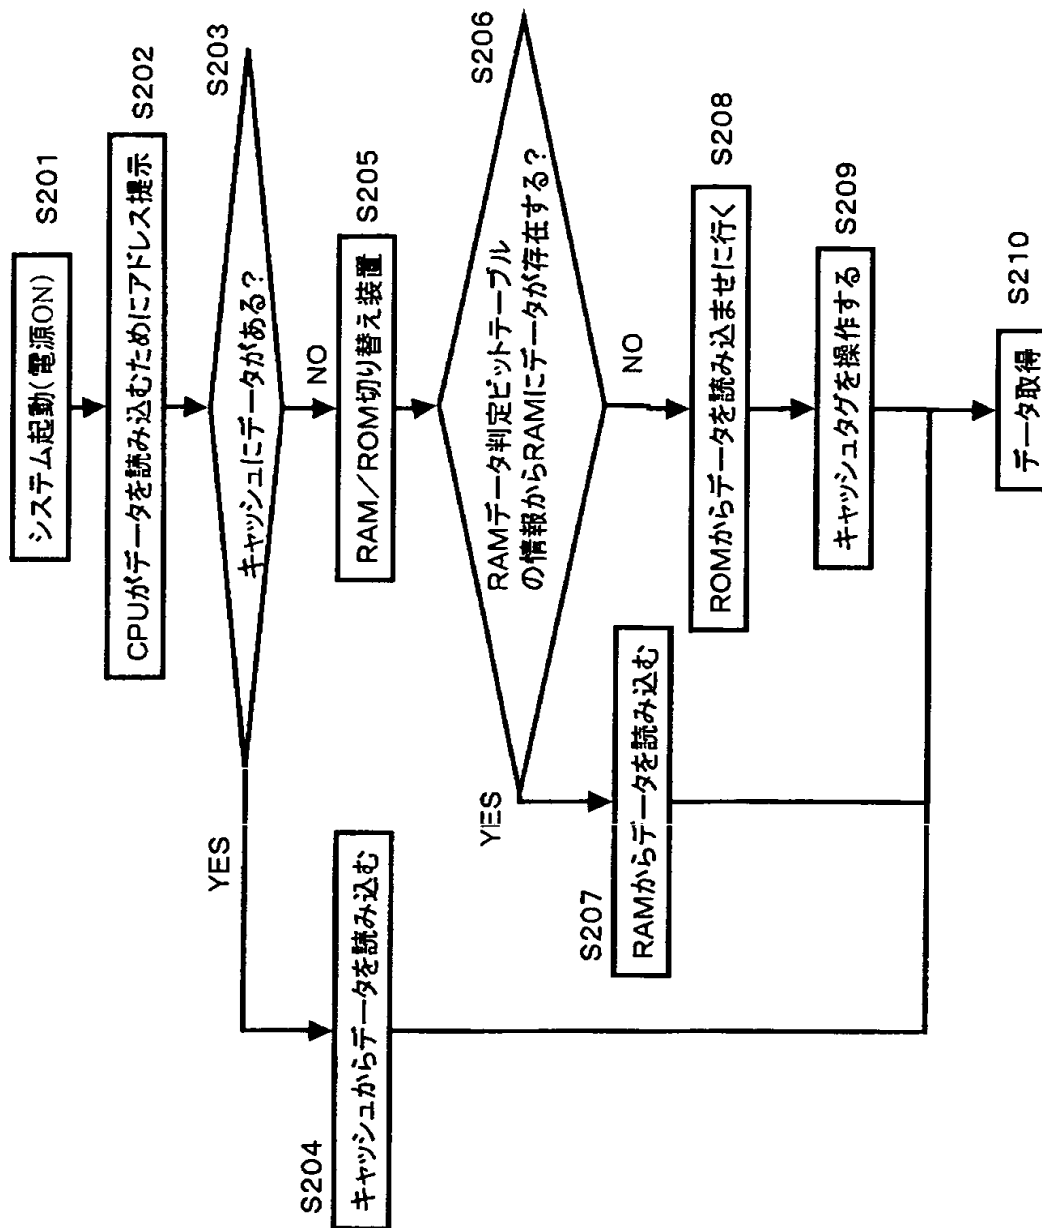 システム起動(電源ON)
S201
CPUがデータを読み込むためにアドレス提示
S202
キャッシュにデータがある?
S203
YES
NO
S204
キャッシュからデータを読み込む
RAM/ROM切り替え装置
S205
RAMデータ判定ビットテーブル
の情報からRAMにデータが存在する?
S206
YES
NO
S207
RAMからデータを読み込む
ROMからデータを読み込ませに行く
S208
キャッシュタグを操作する
S209
データ取得
S210